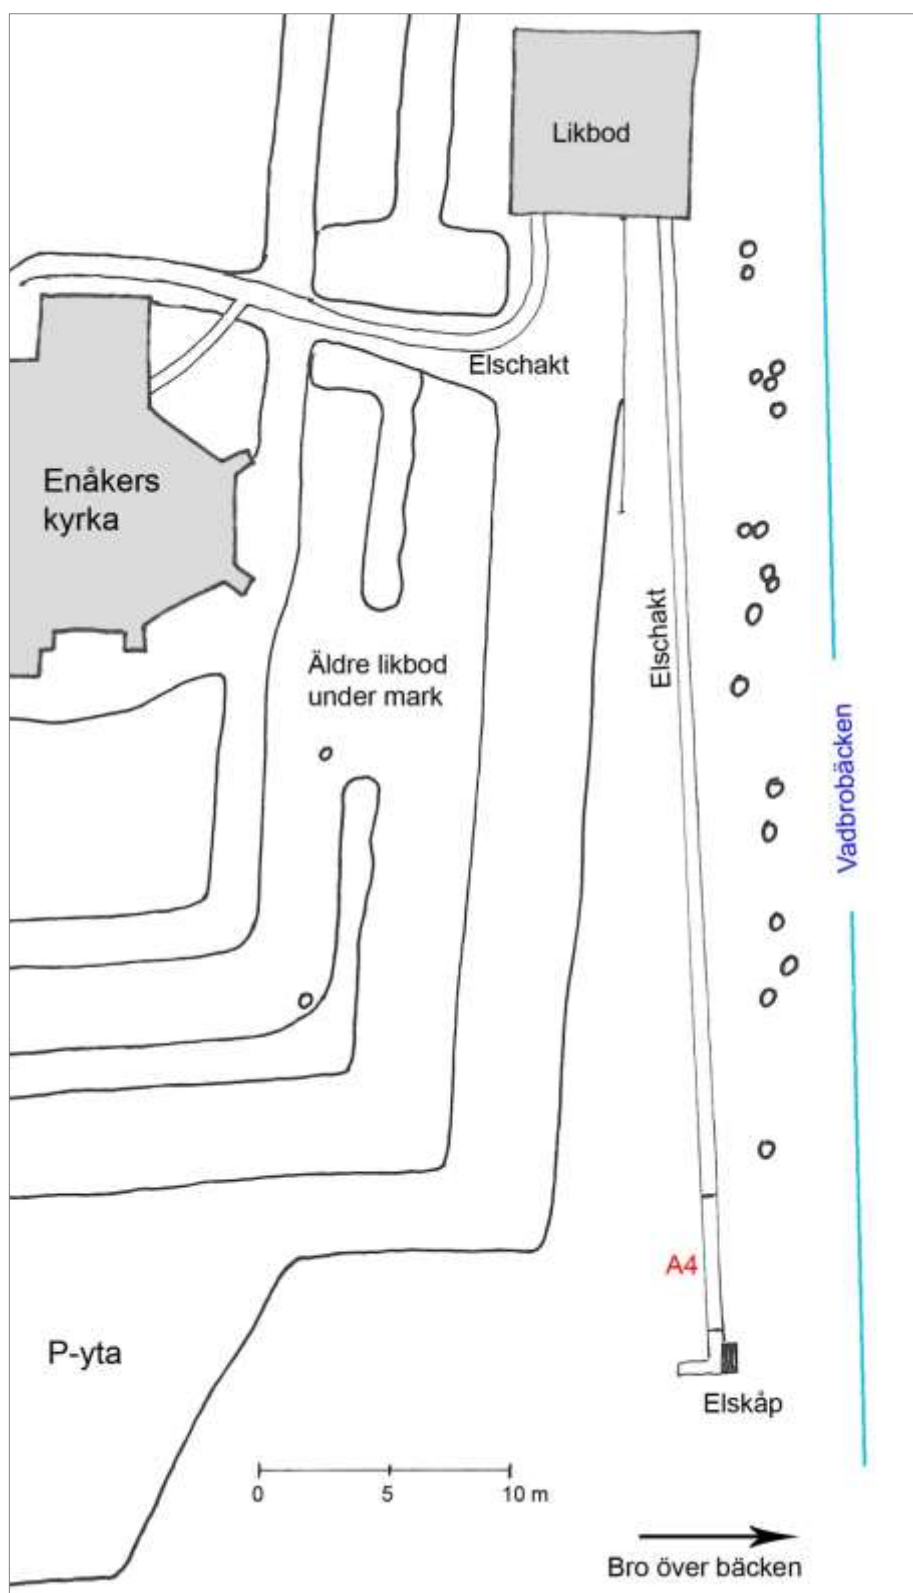 Likbod
Elschakt
Enåkers
kyrka
Elschakt
Äldre likbod
under mark
Vadbrobäcken
A4
P-yta
Elskåp
0 5 10 m
Bro över bäcken